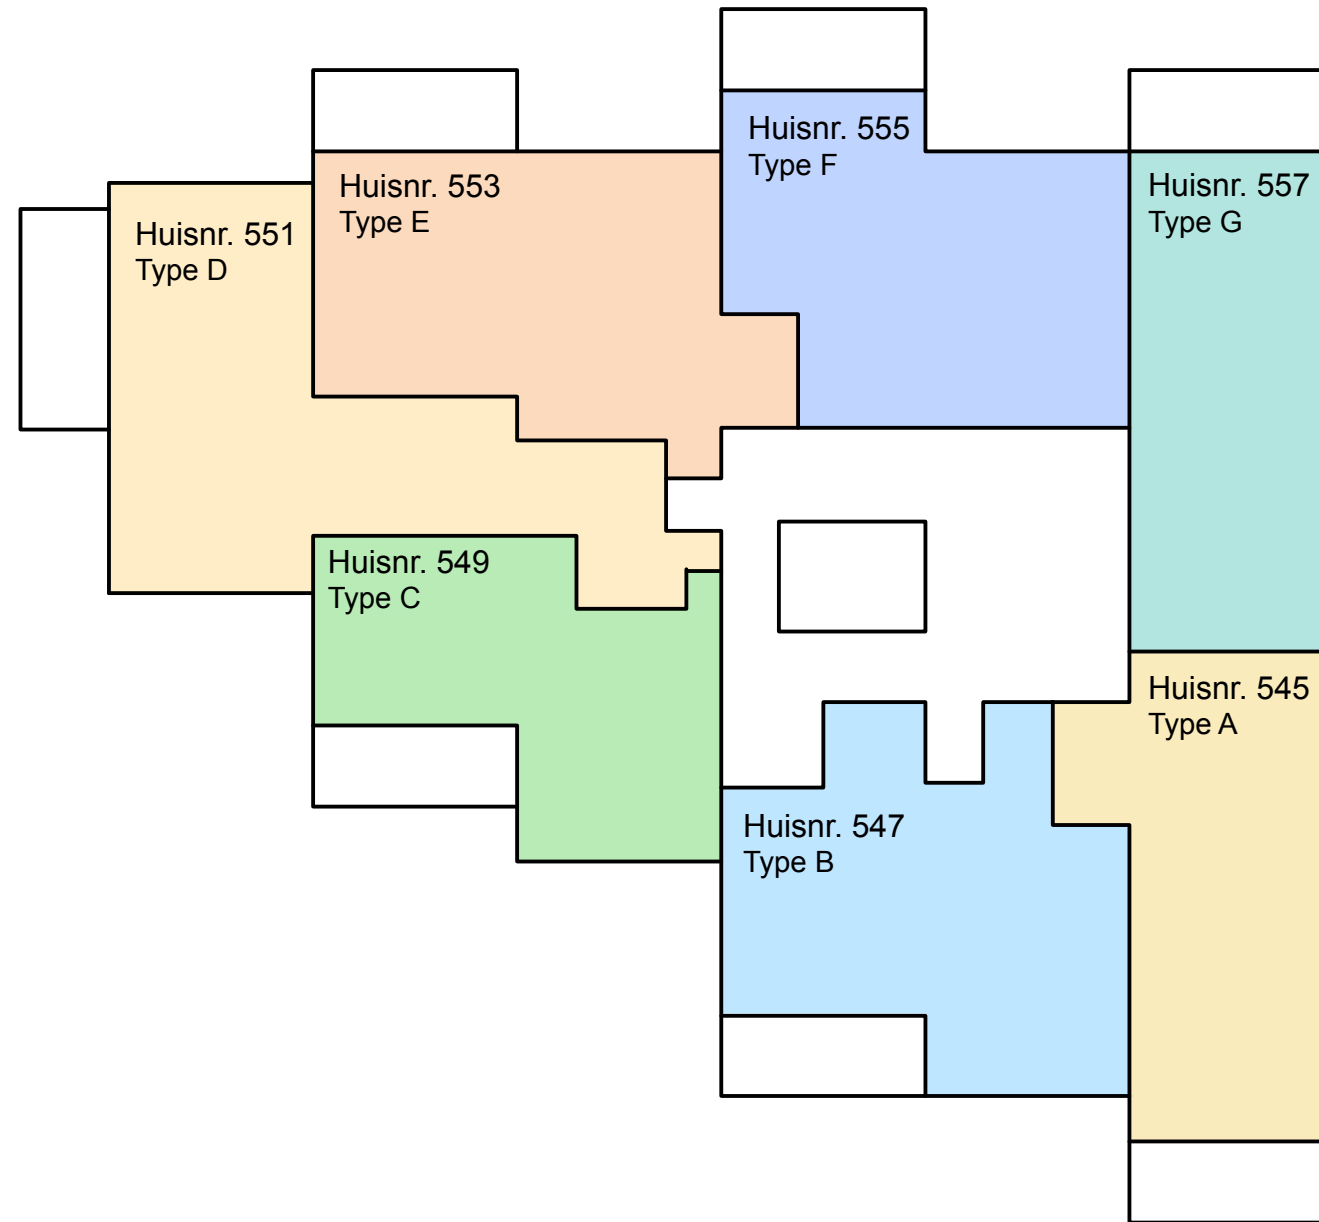 Huisnr. 555
Type F
Huisnr. 553
Type E
Huisnr. 557
Type G
Huisnr. 551
Type D
Huisnr. 549
Type C
Huisnr. 545
Type A
Huisnr. 547
Type B